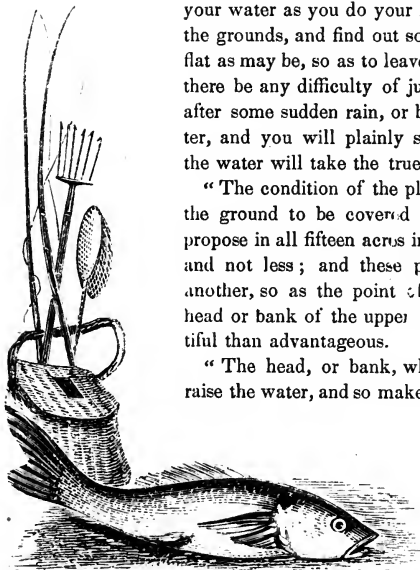 your water as you do your
the grounds, and find out so
flat as may be, so as to leave
there be any difficulty of ju
after some sudden rain, or b
ter, and you will plainly s
the water will take the true
“ The condition of the pl
the ground to be covered
propose in all fifteen acres in
and not less ; and these p
another, so as the point of
head or bank of the upper
tiful than advantageous.
“ The head, or bank, wh
raise the water, and so make